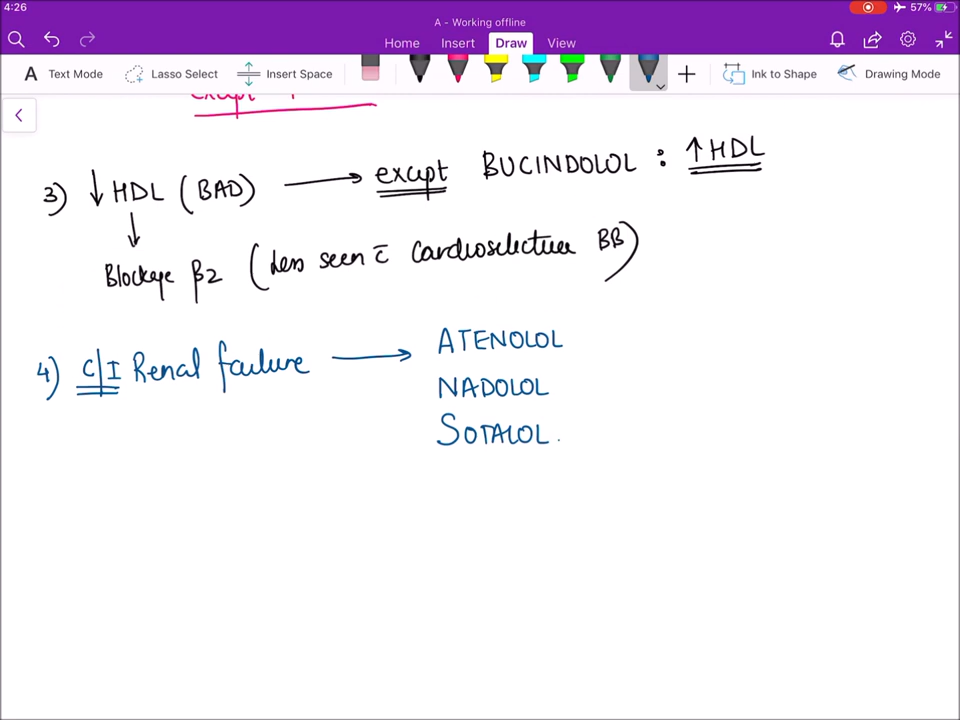 4:26
57%
A - Working offline
Home Insert Draw View
A Text Mode Lasso Select Insert Space Ink to Shape Drawing Mode
3) ↓ HDL (BAD) → except BUCINDOLOL : ↑HDL
↓
Blockage β2 (Less seen c̄ cardioselective BB)
4) C/I Renal failure → ATENOLOL
NADOLOL
SOTALOL.